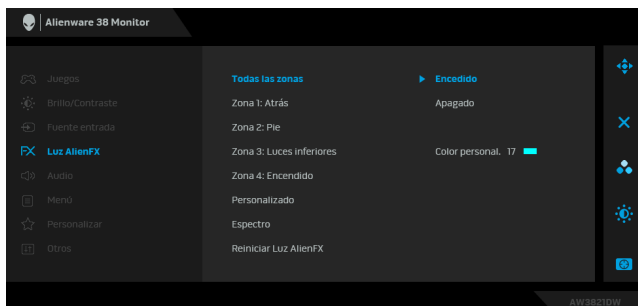 Alienware 38 Monitor
Juegos
Brillo/Contraste
Fuente entrada
FX Luz AlienFX
Audio
Menú
Personalizar
Otros
Todas las zonas
Zona 1: Atrás
Zona 2: Pie
Zona 3: Luces inferiores
Zona 4: Encendido
Personalizado
Espectro
Reiniciar Luz AlienFX
Encedido
Apagado
Color personal. 17
AW3821DW